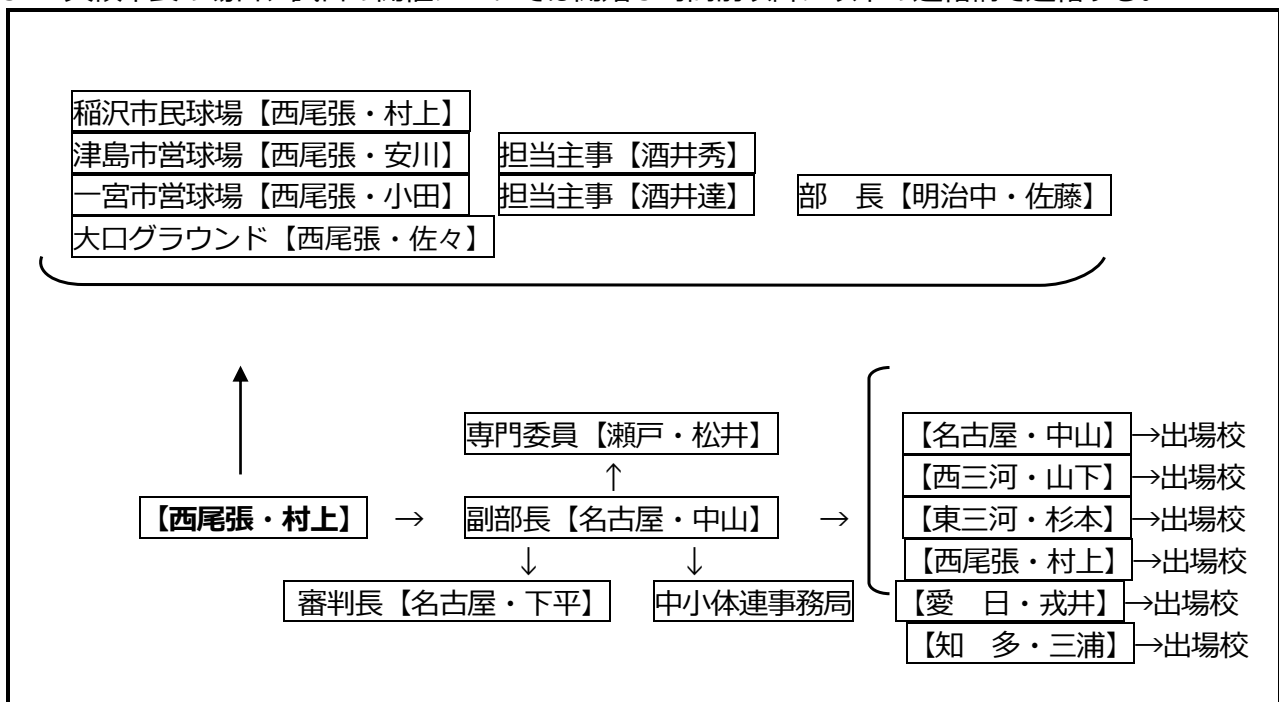 稲沢市民球場【西尾張・村上】
津島市営球場【西尾張・安川】 担当主事【酒井秀】
一宮市営球場【西尾張・小田】 担当主事【酒井達】 部　長【明治中・佐藤】
大口グラウンド【西尾張・佐々】
専門委員【瀬戸・松井】 【名古屋・中山】→出場校
↑ 【西三河・山下】→出場校
【西尾張・村上】 → 副部長【名古屋・中山】 → 【東三河・杉本】→出場校
↓ ↓ 【西尾張・村上】→出場校
審判長【名古屋・下平】 中小体連事務局 【愛　日・戎井】→出場校
【知　多・三浦】→出場校